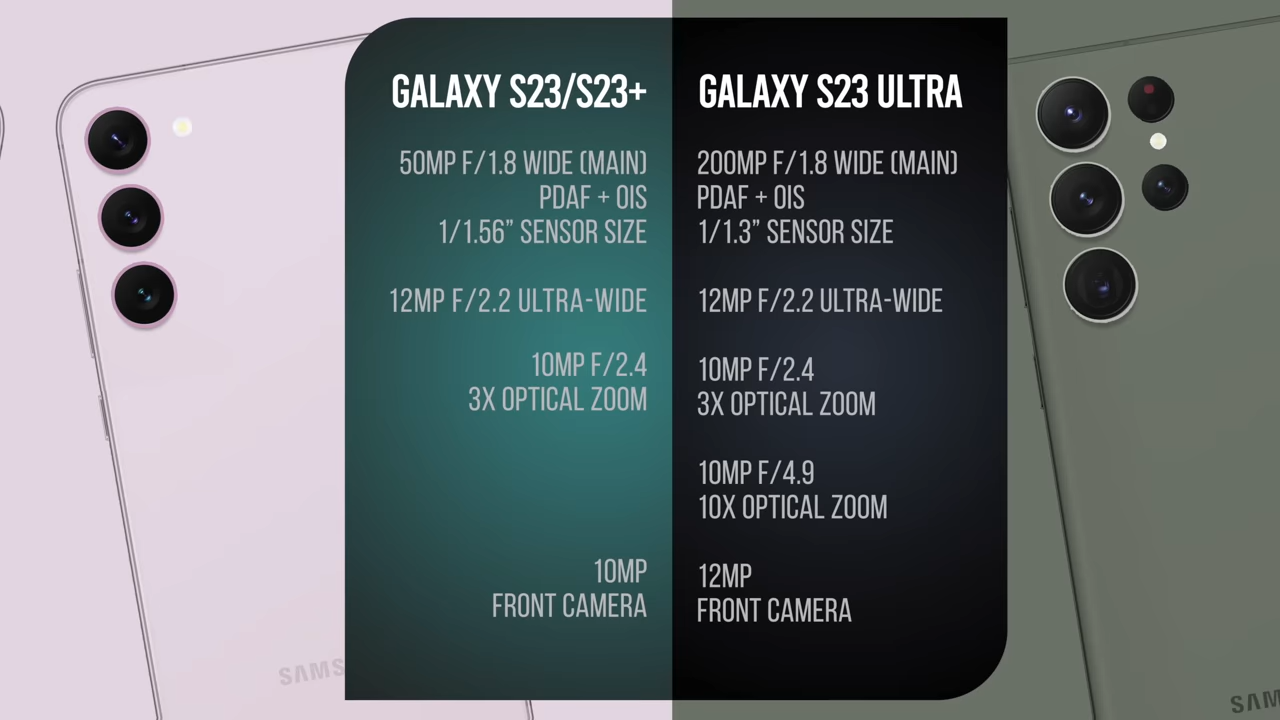 GALAXY S23/S23+
50MP F/1.8 WIDE (MAIN)
PDAF + OIS
1/1.56” SENSOR SIZE
12MP F/2.2 ULTRA-WIDE
10MP F/2.4
3X OPTICAL ZOOM
10MP
FRONT CAMERA
GALAXY S23 ULTRA
200MP F/1.8 WIDE (MAIN)
PDAF + OIS
1/1.3” SENSOR SIZE
12MP F/2.2 ULTRA-WIDE
10MP F/2.4
3X OPTICAL ZOOM
10MP F/4.9
10X OPTICAL ZOOM
12MP
FRONT CAMERA
SAMS
SAM